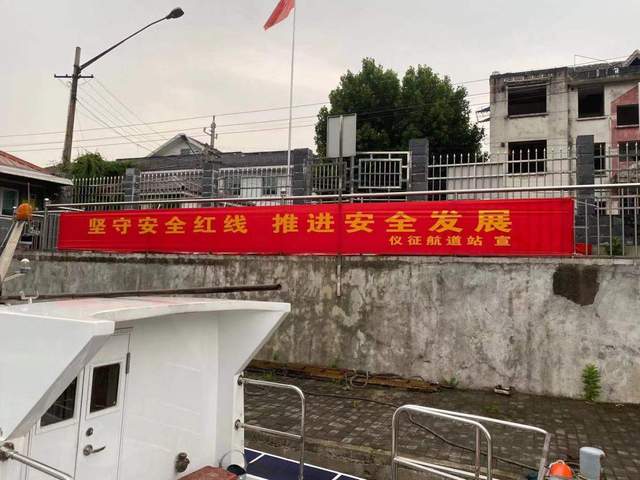 坚守安全红线 推进安全发展
仪征航道站 宣